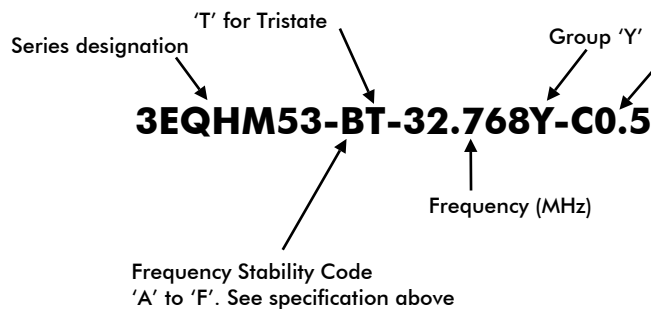 'T' for Tristate
Series designation
Group 'Y'
3EQHM53-BT-32.768Y-C0.5
Frequency (MHz)
Frequency Stability Code
'A' to 'F'. See specification above